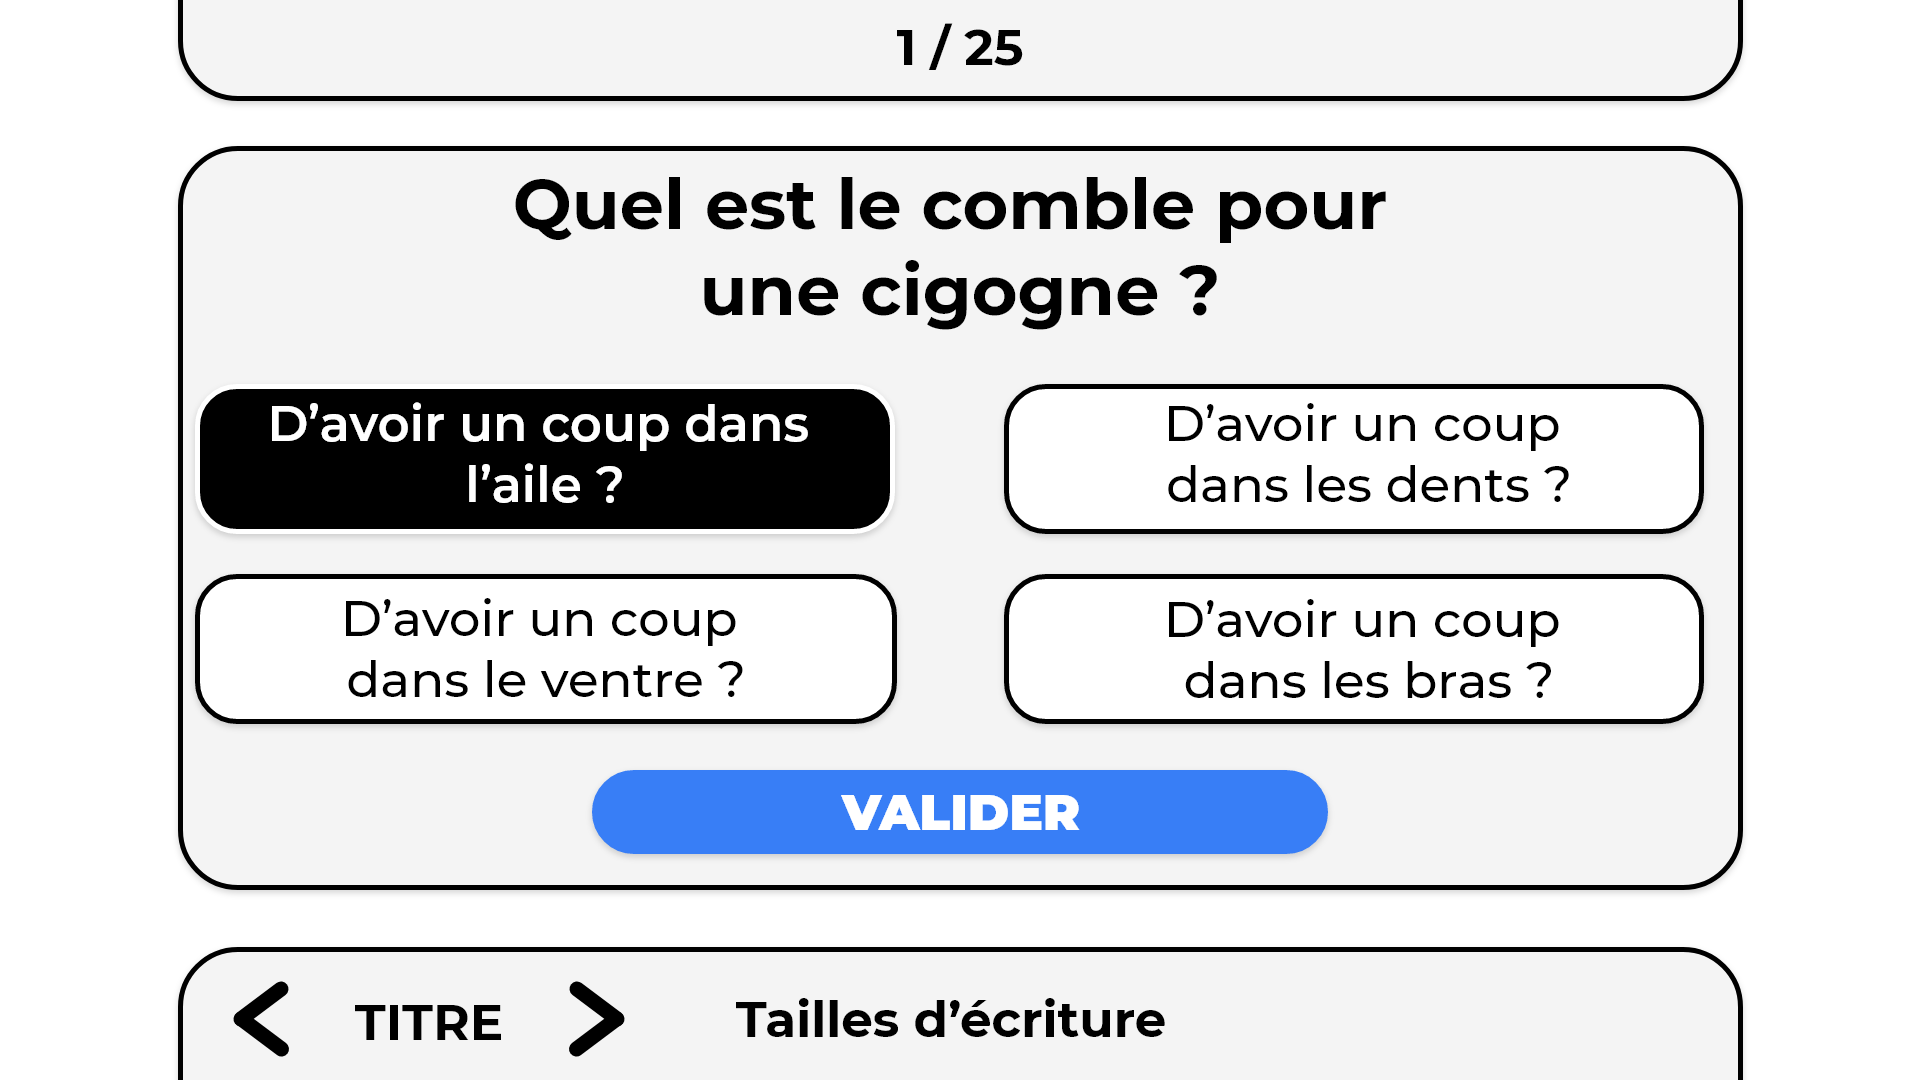 1 / 25
Quel est le comble pour
une cigogne ?
D’avoir un coup dans
l’aile ?
D’avoir un coup
dans les dents ?
D’avoir un coup
dans le ventre ?
D’avoir un coup
dans les bras ?
VALIDER
TITRE
Tailles d’écriture